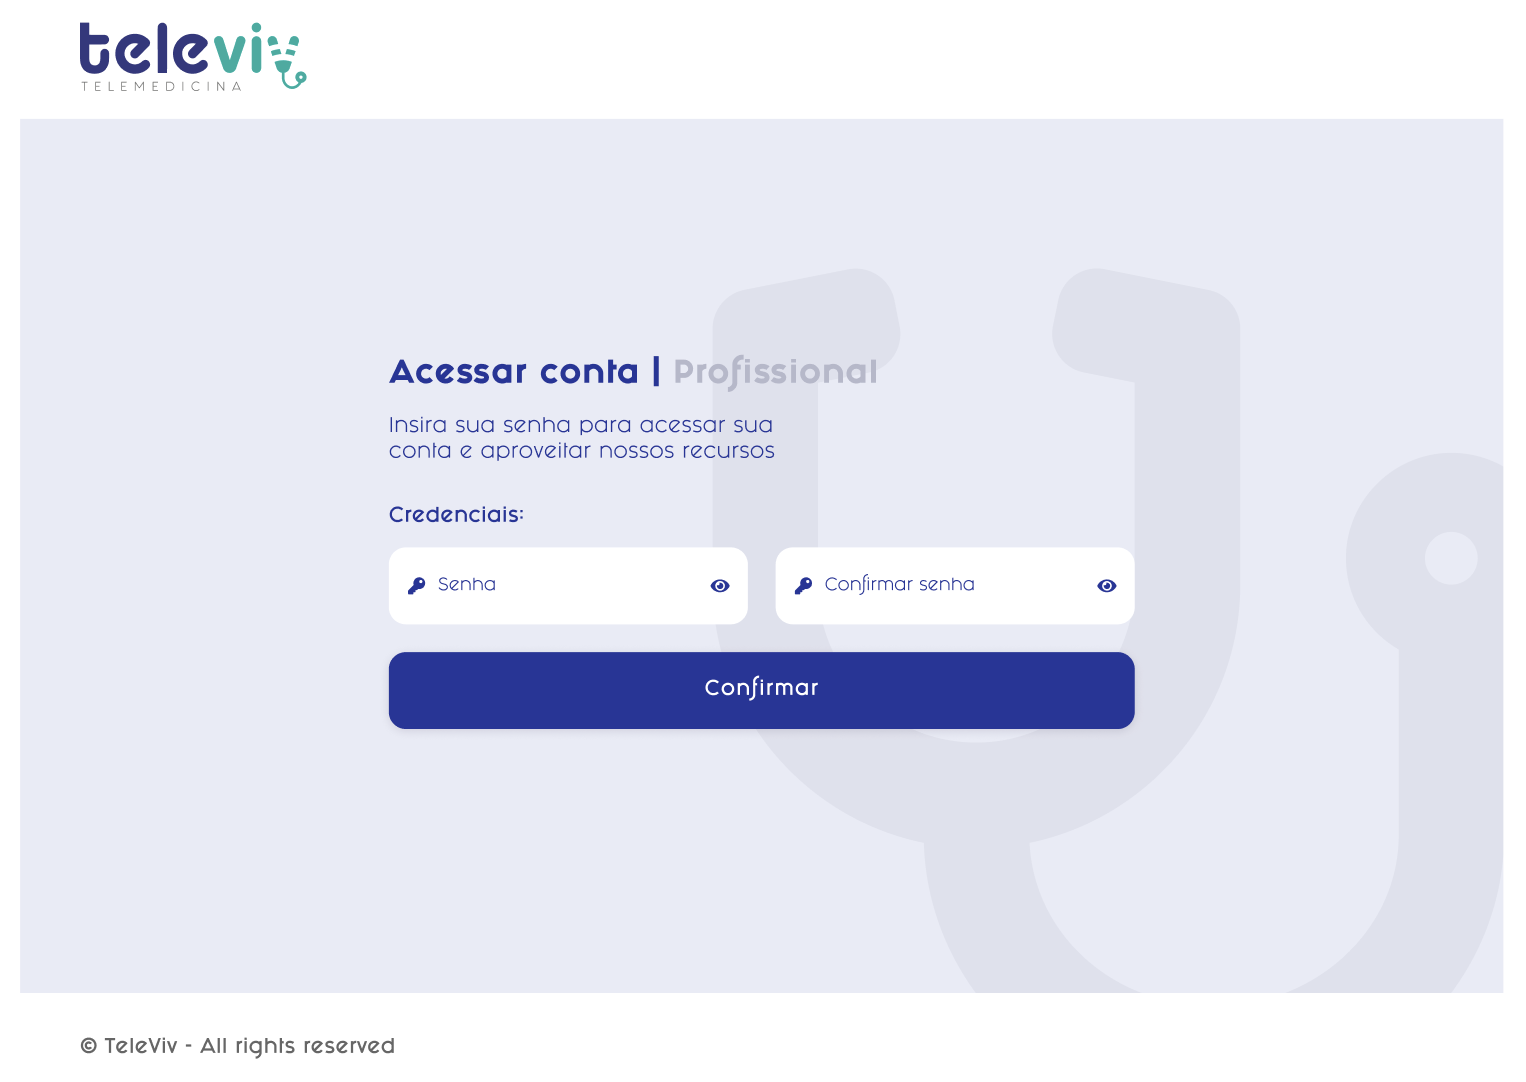 televiv
TELEMEDICINA
Acessar conta | Profissional
Insira sua senha para acessar sua
conta e aproveitar nossos recursos
Credenciais:
Senha
Confirmar senha
Confirmar
© TeleViv - All rights reserved